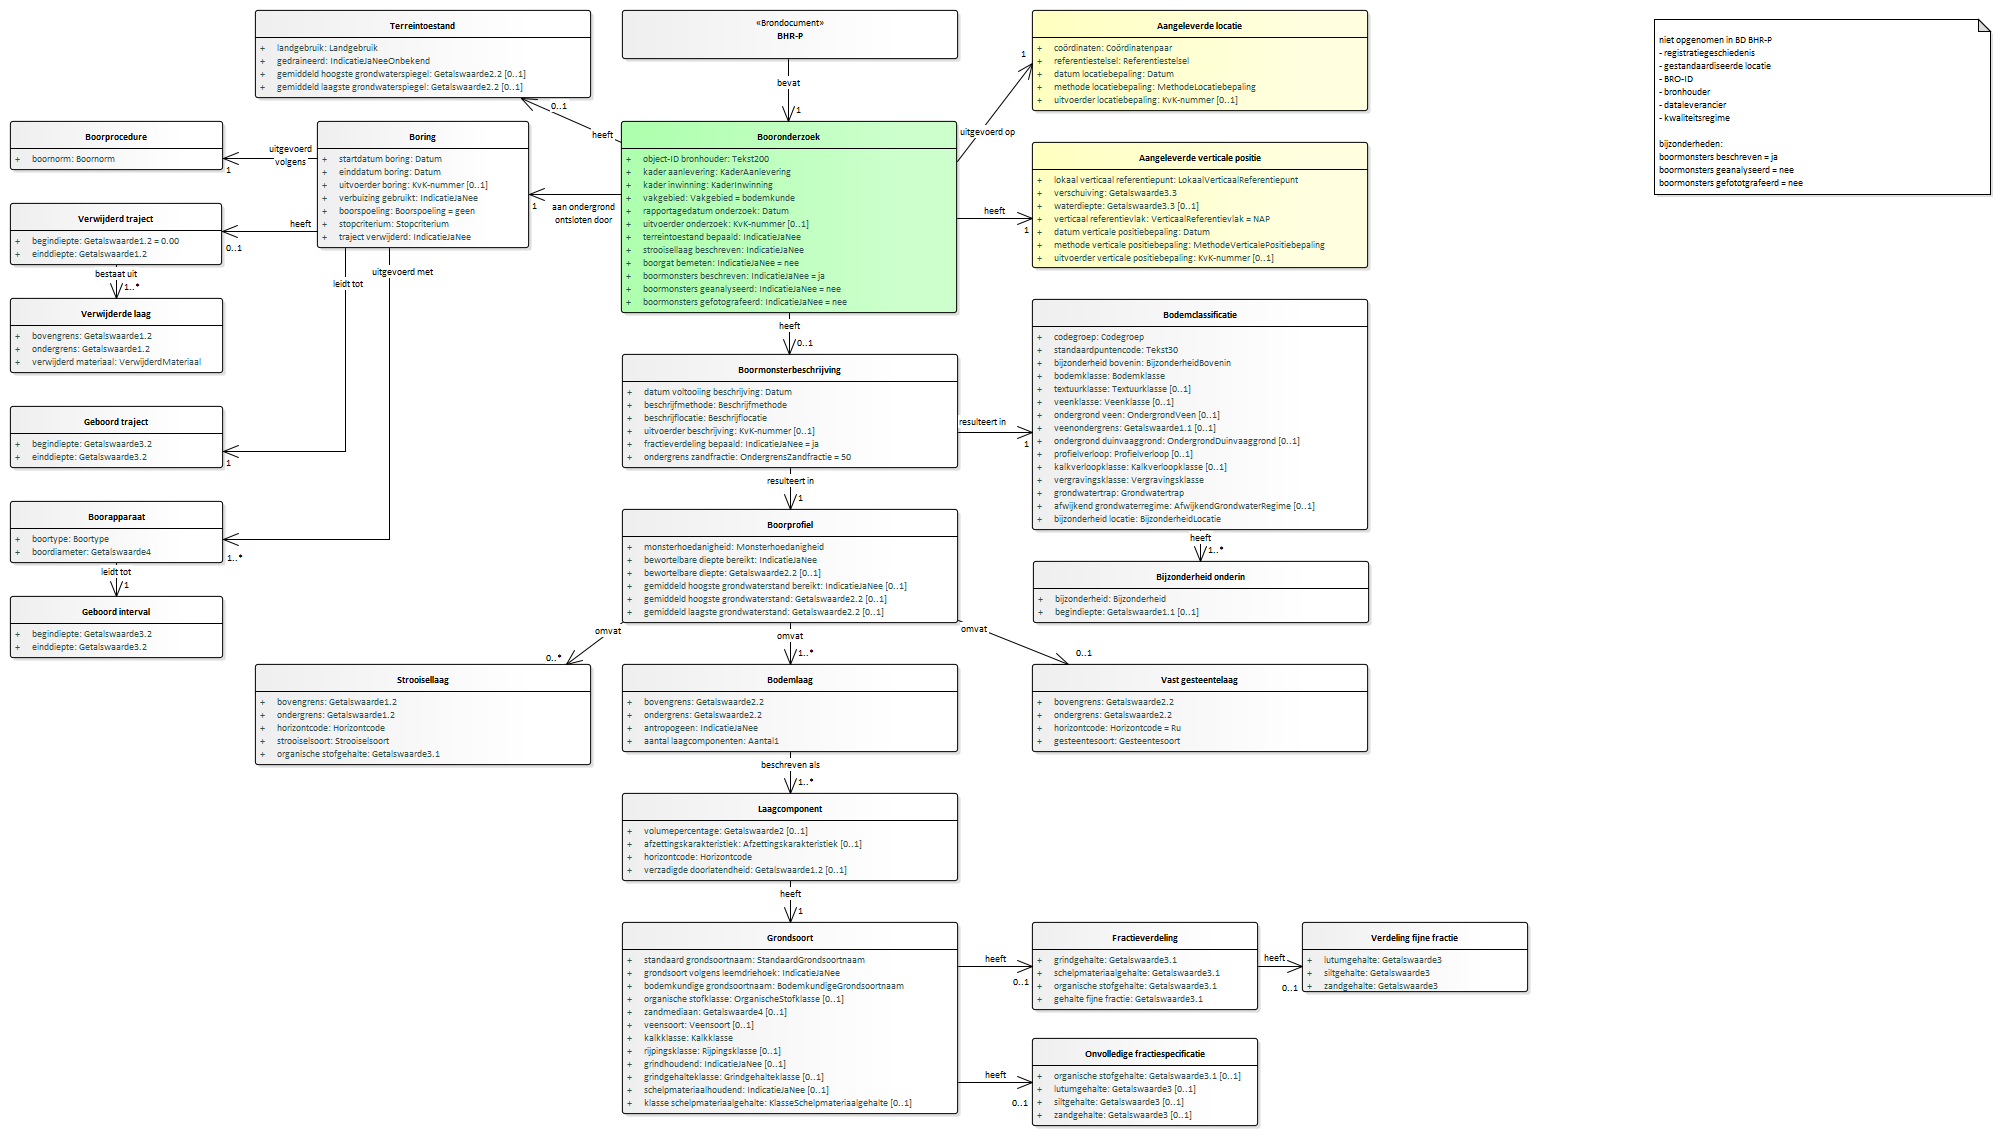 Terreintoestand
+ landgebruik: Landgebruik
+ gedraineerd: IndicatieJaNeeOnbekend
+ gemiddeld hoogste grondwaterspiegel: Getalswaarde2.2 [0..1]
+ gemiddeld laagste grondwaterspiegel: Getalswaarde2.2 [0..1]
«Brondocument»
BHR-P
bevat
1
Aangeleverde locatie
+ coördinaten: Coördinatenpaar
+ referentiestelsel: Referentiestelsel
+ datum locatiebepaling: Datum
+ methode locatiebepaling: MethodeLocatiebepaling
+ uitvoerder locatiebepaling: KvK-nummer [0..1]
1
uitgevoerd op
niet opgenomen in BD BHR-P
- registratiegeschiedenis
- gestandaardiseerde locatie
- BRO-ID
- bronhouder
- dataleverancier
- kwaliteitsregime
bijzonderheden:
boormonsters beschreven = ja
boormonsters geanalyseerd = nee
boormonsters gefototgrafeerd = nee
0..1
heeft
Boorprocedure
+ boornorm: Boornorm
uitgevoerd
volgens
1
Boring
+ startdatum boring: Datum
+ einddatum boring: Datum
+ uitvoerder boring: KvK-nummer [0..1]
+ verbuizing gebruikt: IndicatieJaNee
+ boorspoeling: Boorspoeling = geen
+ stopcriterium: Stopcriterium
+ traject verwijderd: IndicatieJaNee
1
aan ondergrond
ontsloten door
Booronderzoek
+ object-ID bronhouder: Tekst200
+ kader aanlevering: KaderAanlevering
+ kader inwinning: KaderInwinning
+ vakgebied: Vakgebied = bodemkunde
+ rapportagedatum onderzoek: Datum
+ uitvoerder onderzoek: KvK-nummer [0..1]
+ terreintoestand bepaald: IndicatieJaNee
+ strooisellaag beschreven: IndicatieJaNee
+ boorgat bemeten: IndicatieJaNee = nee
+ boormonsters beschreven: IndicatieJaNee = ja
+ boormonsters geanalyseerd: IndicatieJaNee = nee
+ boormonsters gefotografeerd: IndicatieJaNee = nee
heeft
1
Aangeleverde verticale positie
+ lokaal verticaal referentiepunt: LokaalVerticaalReferentiepunt
+ verschuiving: Getalswaarde3.3
+ waterdiepte: Getalswaarde3.3 [0..1]
+ verticaal referentievlak: VerticaalReferentievlak = NAP
+ datum verticale positiebepaling: Datum
+ methode verticale positiebepaling: MethodeVerticalePositiebepaling
+ uitvoerder verticale positiebepaling: KvK-nummer [0..1]
Verwijderd traject
+ begindiepte: Getalswaarde1.2 = 0.00
+ einddiepte: Getalswaarde1.2
heeft
0..1
bestaat uit
1..*
uitgevoerd met
leidt tot
Verwijderde laag
+ bovengrens: Getalswaarde1.2
+ ondergrens: Getalswaarde1.2
+ verwijderd materiaal: VerwijderdMateriaal
heeft
0..1
Boormonsterbeschrijving
+ datum voltooiing beschrijving: Datum
+ beschrijfmethode: Beschrijfmethode
+ beschrijflocatie: Beschrijflocatie
+ uitvoerder beschrijving: KvK-nummer [0..1]
+ fractieverdeling bepaald: IndicatieJaNee = ja
+ ondergrens zandfractie: OndergrensZandfractie = 50
resulteert in
1
Bodemclassificatie
+ codegroep: Codegroep
+ standaardpuntencode: Tekst30
+ bijzonderheid bovenin: BijzonderheidBovenin
+ bodemklasse: Bodemklasse
+ textuurklasse: Textuurklasse [0..1]
+ veenklasse: Veenklasse [0..1]
+ ondergrond veen: OndergrondVeen [0..1]
+ veenondergrens: Getalswaarde1.1 [0..1]
+ ondergrond duinvaaggrond: OndergrondDuinvaaggrond [0..1]
+ profielverloop: Profielverloop [0..1]
+ kalkverloopklasse: Kalkverloopklasse [0..1]
+ vergravingsklasse: Vergravingsklasse
+ grondwatertrap: Grondwatertrap
+ afwijkend grondwaterregime: AfwijkendGrondwaterRegime [0..1]
+ bijzonderheid locatie: BijzonderheidLocatie
Geboord traject
+ begindiepte: Getalswaarde3.2
+ einddiepte: Getalswaarde3.2
1
resulteert in
1
Boorapparaat
+ boortype: Boortype
+ boordiameter: Getalswaarde4
1..*
leidt tot
1
Boorprofiel
+ monsterhoedanigheid: Monsterhoedanigheid
+ bewortelbare diepte bereikt: IndicatieJaNee
+ bewortelbare diepte: Getalswaarde2.2 [0..1]
+ gemiddeld hoogste grondwaterstand bereikt: IndicatieJaNee [0..1]
+ gemiddeld hoogste grondwaterstand: Getalswaarde2.2 [0..1]
+ gemiddeld laagste grondwaterstand: Getalswaarde2.2 [0..1]
heeft
1..*
Bijzonderheid onderin
+ bijzonderheid: Bijzonderheid
+ begindiepte: Getalswaarde1.1 [0..1]
Geboord interval
+ begindiepte: Getalswaarde3.2
+ einddiepte: Getalswaarde3.2
omvat
0..*
omvat
1..*
omvat
0..1
Strooisellaag
+ bovengrens: Getalswaarde1.2
+ ondergrens: Getalswaarde1.2
+ horizontcode: Horizontcode
+ strooiselsoort: Strooiselsoort
+ organische stofgehalte: Getalswaarde3.1
Bodemlaag
+ bovengrens: Getalswaarde2.2
+ ondergrens: Getalswaarde2.2
+ antropogeen: IndicatieJaNee
+ aantal laagcomponenten: Aantal1
Vast gesteentelaag
+ bovengrens: Getalswaarde2.2
+ ondergrens: Getalswaarde2.2
+ horizontcode: Horizontcode = Ru
+ gesteentesoort: Gesteentesoort
beschreven als
1..*
Laagcomponent
+ volumepercentage: Getalswaarde2 [0..1]
+ afzettingskarakteristiek: Afzettingskarakteristiek [0..1]
+ horizontcode: Horizontcode
+ verzadigde doorlatendheid: Getalswaarde1.2 [0..1]
heeft
1
Grondsoort
+ standaard grondsoortnaam: StandaardGrondsoortnaam
+ grondsoort volgens leemdriehoek: IndicatieJaNee
+ bodemkundige grondsoortnaam: BodemkundigeGrondsoortnaam
+ organische stofklasse: OrganischeStofklasse [0..1]
+ zandmediaan: Getalswaarde4 [0..1]
+ veensoort: Veensoort [0..1]
+ kalkklasse: Kalkklasse
+ rijpingsklasse: Rijpingsklasse [0..1]
+ grindhoudend: IndicatieJaNee [0..1]
+ grindgehalteklasse: Grindgehalteklasse [0..1]
+ schelpmateriaalhoudend: IndicatieJaNee [0..1]
+ klasse schelpmateriaalgehalte: KlasseSchelpmateriaalgehalte [0..1]
heeft
0..1
Fractieverdeling
+ grindgehalte: Getalswaarde3.1
+ schelpmateriaalgehalte: Getalswaarde3.1
+ organische stofgehalte: Getalswaarde3.1
+ gehalte fijne fractie: Getalswaarde3.1
heeft
0..1
Verdeling fijne fractie
+ lutumgehalte: Getalswaarde3
+ siltgehalte: Getalswaarde3
+ zandgehalte: Getalswaarde3
heeft
0..1
Onvolledige fractiespecificatie
+ organische stofgehalte: Getalswaarde3.1 [0..1]
+ lutumgehalte: Getalswaarde3 [0..1]
+ siltgehalte: Getalswaarde3 [0..1]
+ zandgehalte: Getalswaarde3 [0..1]